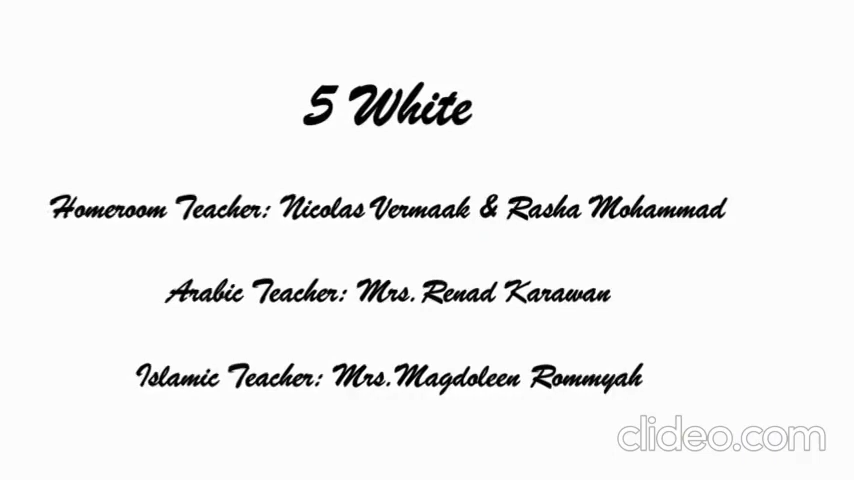 5 White
Homeroom Teacher: Nicolas Vermaak & Rasha Mohammad
Arabic Teacher: Mrs. Renad Karawan
Islamic Teacher: Mrs.Magdoleen Rommyah
clideo.com